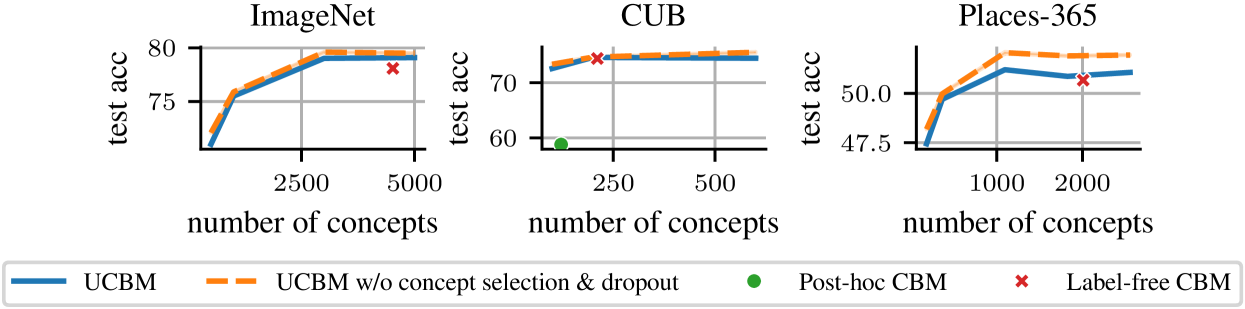 ImageNet
CUB
Places-365
test acc
80
75
2500
5000
number of concepts
test acc
70
60
250
500
number of concepts
test acc
50.0
47.5
1000
2000
number of concepts
UCBM
UCBM w/o concept selection & dropout
Post-hoc CBM
Label-free CBM